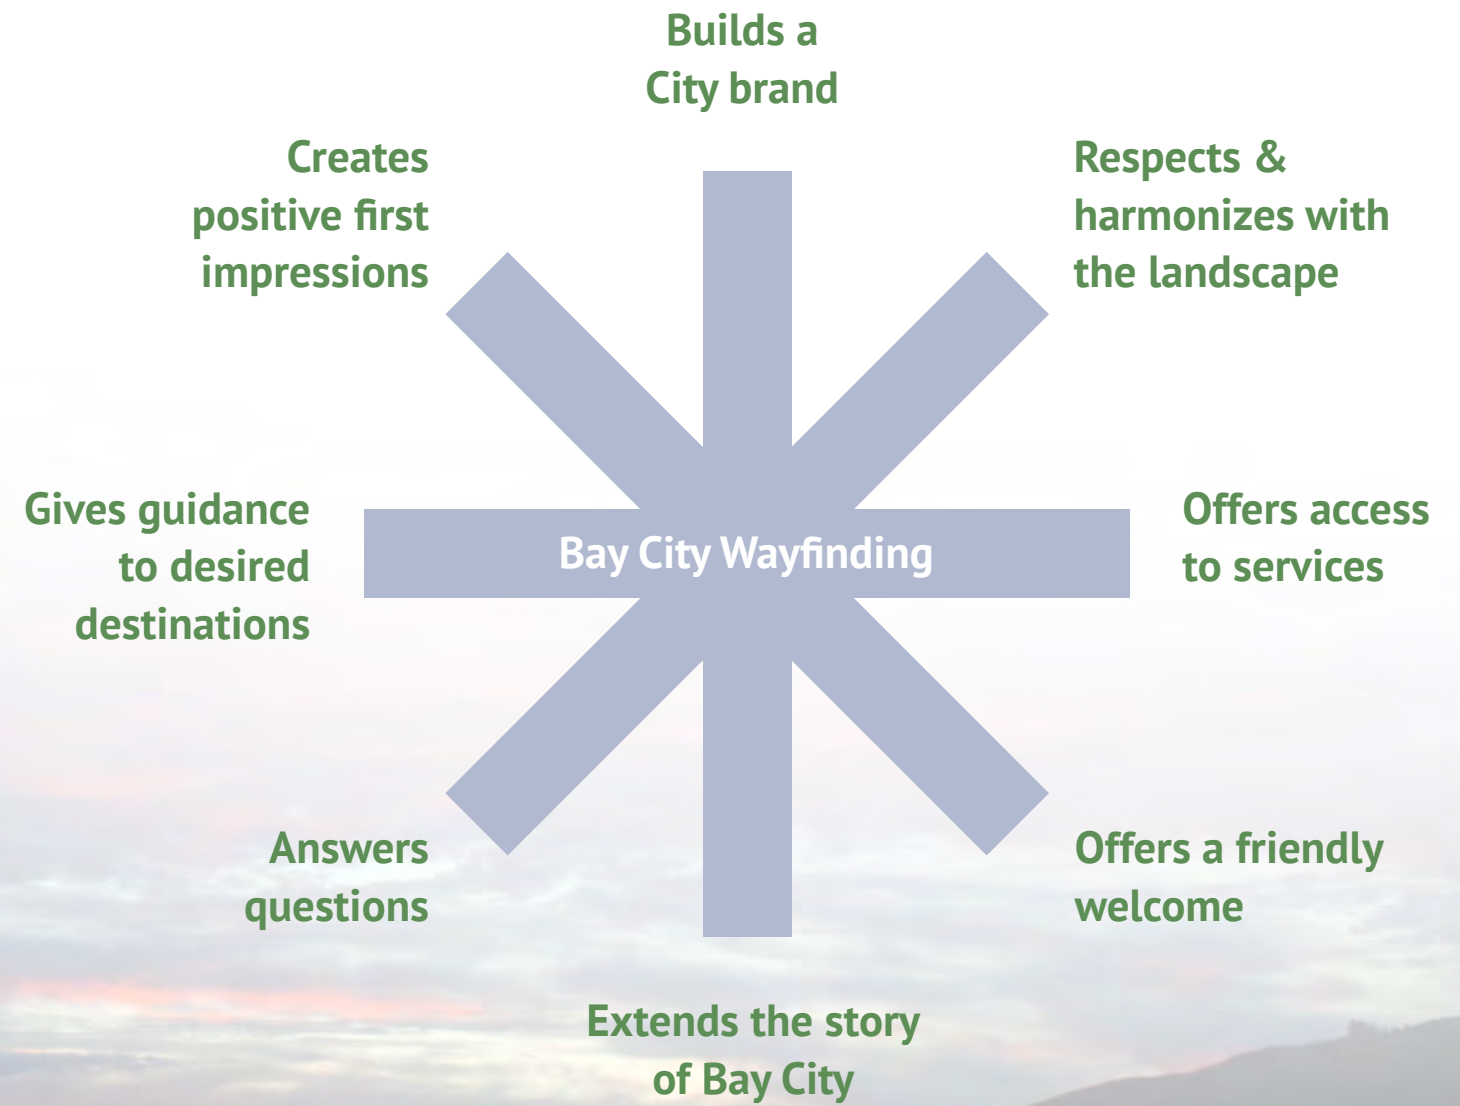 Builds a
City brand
Creates
positive first
impressions
Respects &
harmonizes with
the landscape
Gives guidance
to desired
destinations
Bay City Wayfinding
Offers access
to services
Answers
questions
Offers a friendly
welcome
Extends the story
of Bay City